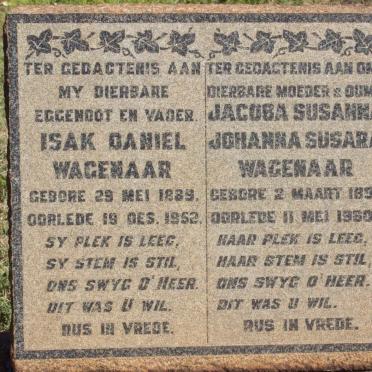 TER GEDACTENIS AAN
MY DIERBARE
EGGENOOT EN VADER.
ISAK DANIEL
WAGENAAR
GEBORE 29 MEI 1889.
OORLEDE 19 DES. 1952.
SY PLEK IS LEEG,
SY STEM IS STIL,
ONS SWYG O'HEER.
DIT WAS U WIL.
RUS IN VREDE.
TER GEDACTENIS AAN
DIERBARE MOEDER &
JACOBA SUSANNA
JOHANNA SUSARA
WAGENAAR
GEBORE 2 MAART
OORLEDE 11 MEI 1960
HAAR PLEK IS LEEG,
HAAR STEM IS STIL,
ONS SWYG O'HEER.
DIT WAS U WIL.
RUS IN VREDE.